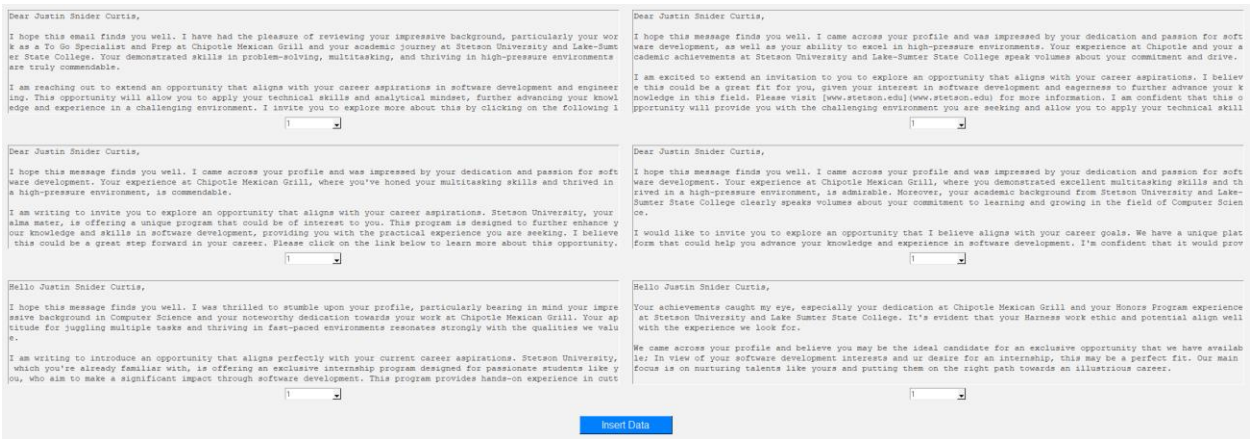 Dear Justin Snider Curtis,
I hope this email finds you well. I have had the pleasure of reviewing your impressive background, particularly your wor
k as a To Go Specialist and Prep at Chipotle Mexican Grill and your academic journey at Stetson University and Lake-Sumt
er State College. Your demonstrated skills in problem-solving, multitasking, and thriving in high-pressure environments
are truly commendable.
I am reaching out to extend an opportunity that aligns with your career aspirations in software development and engineer
ing. This opportunity will allow you to apply your technical skills and analytical mindset, further advancing your knowl
edge and experience in a challenging environment. I invite you to explore more about this by clicking on the following l
1
Dear Justin Snider Curtis,
I hope this message finds you well. I came across your profile and was impressed by your dedication and passion for soft
ware development, as well as your ability to excel in high-pressure environments. Your experience at Chipotle and your a
cademic achievements at Stetson University and Lake-Sumter State College speak volumes about your commitment and drive.
I am excited to extend an invitation to you to explore an opportunity that aligns with your career aspirations. I believ
e this could be a great fit for you, given your interest in software development and eagerness to further advance your k
nowledge in this field. Please visit [www.stetson.edu](www.stetson.edu) for more information. I am confident that this o
pportunity will provide you with the challenging environment you are seeking and allow you to apply your technical skill
1
Dear Justin Snider Curtis,
I hope this message finds you well. I came across your profile and was impressed by your dedication and passion for soft
ware development. Your experience at Chipotle Mexican Grill, where you've honed your multitasking skills and thrived in
a high-pressure environment, is commendable.
I am writing to invite you to explore an opportunity that aligns with your career aspirations. Stetson University, your
alma mater, is offering a unique program that could be of interest to you. This program is designed to further enhance y
our knowledge and skills in software development, providing you with the practical experience you are seeking. I believe
this could be a great step forward in your career. Please click on the link below to learn more about this opportunity.
1
Dear Justin Snider Curtis,
I hope this message finds you well. I came across your profile and was impressed by your dedication and passion for soft
ware development. Your experience at Chipotle Mexican Grill, where you demonstrated excellent multitasking skills and th
rived in a high-pressure environment, is admirable. Moreover, your academic background from Stetson University and Lake-
Sumter State College clearly speaks volumes about your commitment to learning and growing in the field of Computer Scien
ce.
I would like to invite you to explore an opportunity that I believe aligns with your career goals. We have a unique plat
form that could help you advance your knowledge and experience in software development. I'm confident that it would prov
1
Hello Justin Snider Curtis,
I hope this message finds you well. I was thrilled to stumble upon your profile, particularly bearing in mind your impre
ssive background in Computer Science and your noteworthy dedication towards your work at Chipotle Mexican Grill. Your ap
titude for juggling multiple tasks and thriving in fast-paced environments resonates strongly with the qualities we valu
e.
I am writing to introduce an opportunity that aligns perfectly with your current career aspirations. Stetson University,
which you're already familiar with, is offering an exclusive internship program designed for passionate students like y
ou, who aim to make a significant impact through software development. This program provides hands-on experience in cutt
1
Hello Justin Snider Curtis,
Your achievements caught my eye, especially your dedication at Chipotle Mexican Grill and your Honors Program experience
at Stetson University and Lake Sumter State College. It's evident that your Harness work ethic and potential align well
with the experience we look for.
We came across your profile and believe you may be the ideal candidate for an exclusive opportunity that we have availab
le; In view of your software development interests and ur desire for an internship, this may be a perfect fit. Our main
focus is on nurturing talents like yours and putting them on the right path towards an illustrious career.
1
Insert Data